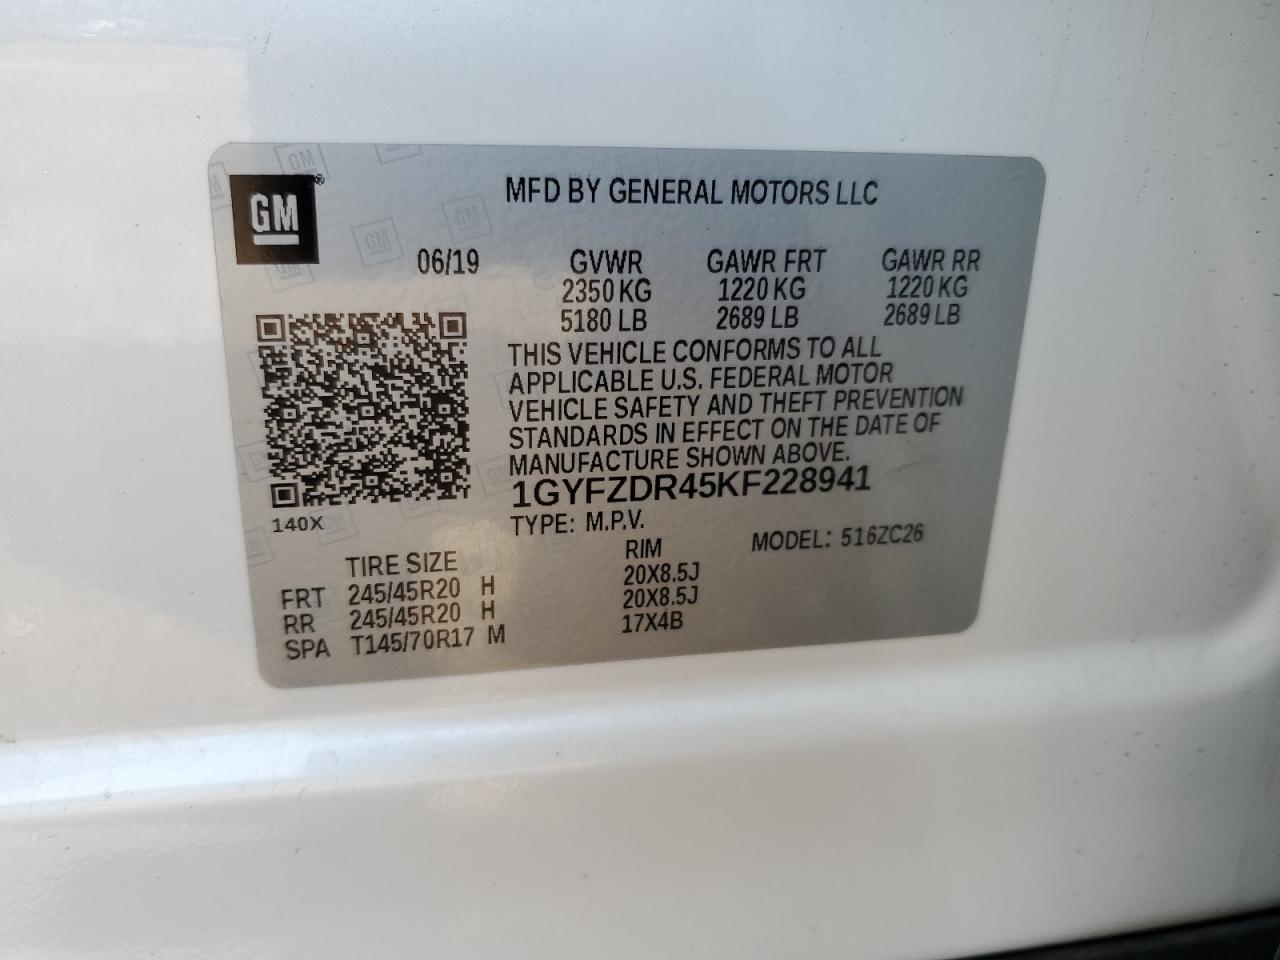 GM®
MFD BY GENERAL MOTORS LLC
06/19 GVWR GAWR FRT GAWR RR
2350 KG 1220 KG 1220 KG
5180 LB 2689 LB 2689 LB
THIS VEHICLE CONFORMS TO ALL
APPLICABLE U.S. FEDERAL MOTOR
VEHICLE SAFETY AND THEFT PREVENTION
STANDARDS IN EFFECT ON THE DATE OF
MANUFACTURE SHOWN ABOVE.
1GYFZDR45KF228941
140X
TYPE: M.P.V. MODEL: 516ZC26
TIRE SIZE RIM
FRT 245/45R20 H 20X8.5J
RR 245/45R20 H 20X8.5J
SPA T145/70R17 M 17X4B